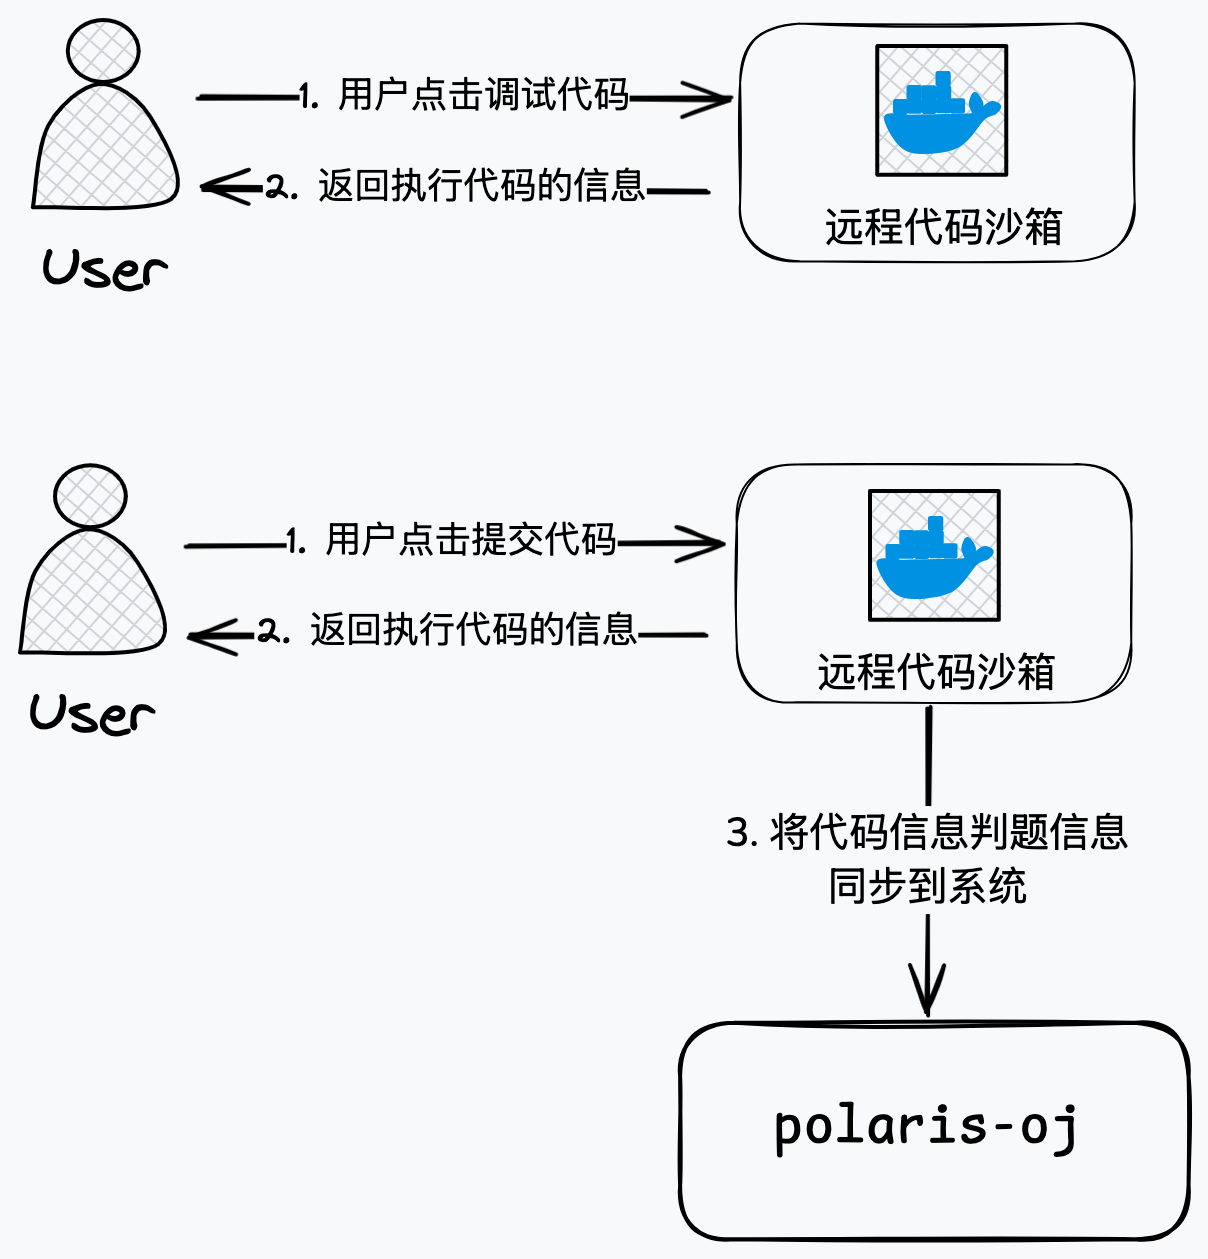 1. 用户点击调试代码
2. 返回执行代码的信息
远程代码沙箱
User
1. 用户点击提交代码
2. 返回执行代码的信息
远程代码沙箱
User
3. 将代码信息判题信息
同步到系统
polaris-oj